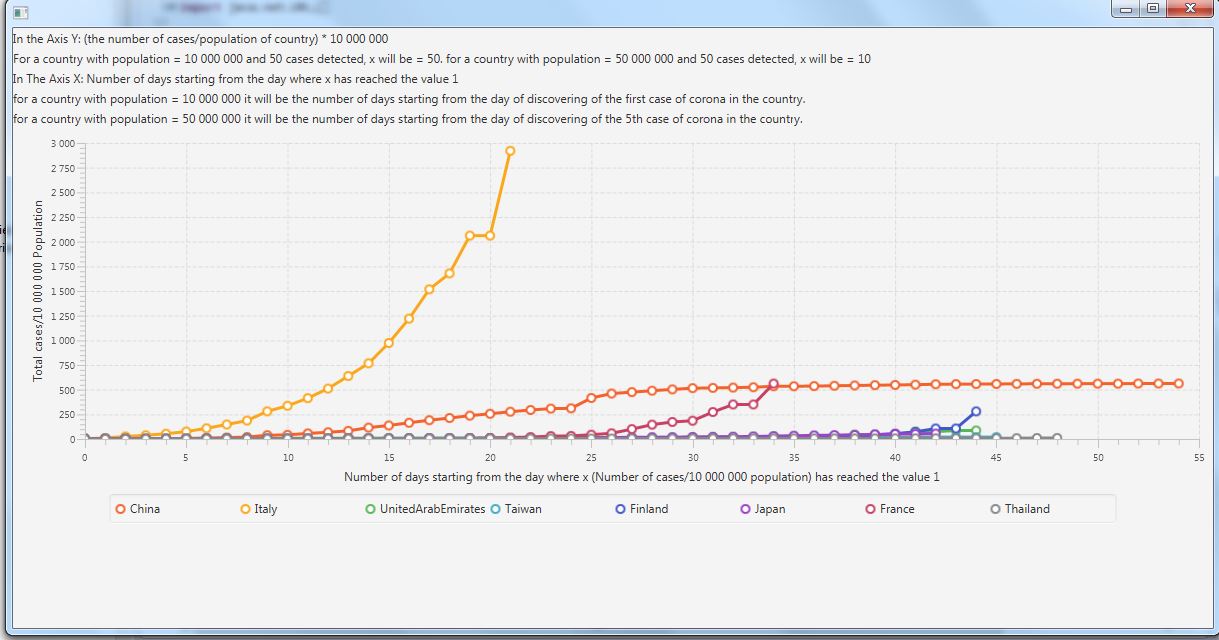 In the Axis Y: (the number of cases/population of country) * 10 000 000
For a country with population = 10 000 000 and 50 cases detected, x will be = 50. for a country with population = 50 000 000 and 50 cases detected, x will be = 10
In The Axis X: Number of days starting from the day where x has reached the value 1
for a country with population = 10 000 000 it will be the number of days starting from the day of discovering of the first case of corona in the country.
for a country with population = 50 000 000 it will be the number of days starting from the day of discovering of the 5th case of corona in the country.
Total cases/10 000 000 Population
3 000
2 750
2 500
2 250
2 000
1 750
1 500
1 250
1 000
750
500
250
0
0 5 10 15 20 25 30 35 40 45 50 55
Number of days starting from the day where x (Number of cases/10 000 000 population) has reached the value 1
China Italy UnitedArabEmirates Taiwan Finland Japan France Thailand